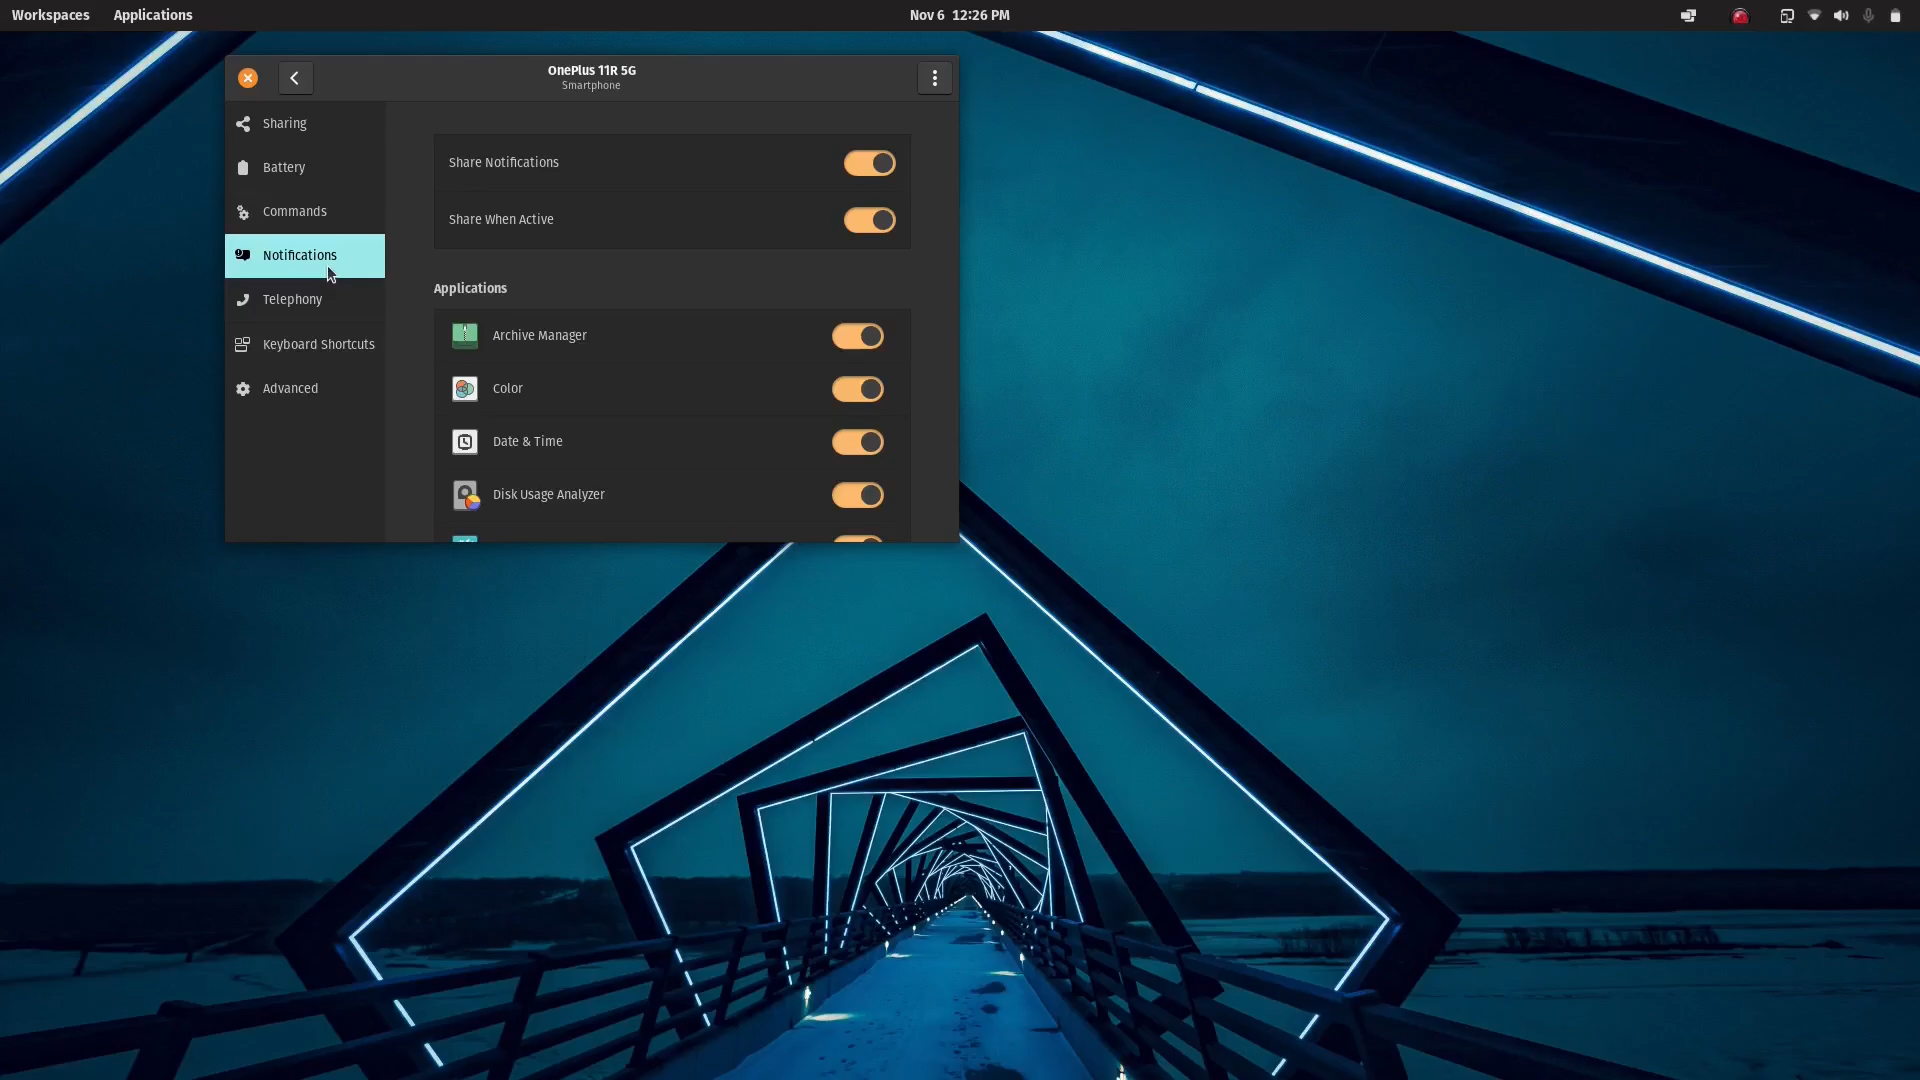 Workspaces Applications Nov 6 12:26 PM
OnePlus 11R 5G
Smartphone
Sharing
Battery
Commands
Notifications
Telephony
Keyboard Shortcuts
Advanced
Share Notifications
Share When Active
Applications
Archive Manager
Color
Date & Time
Disk Usage Analyzer